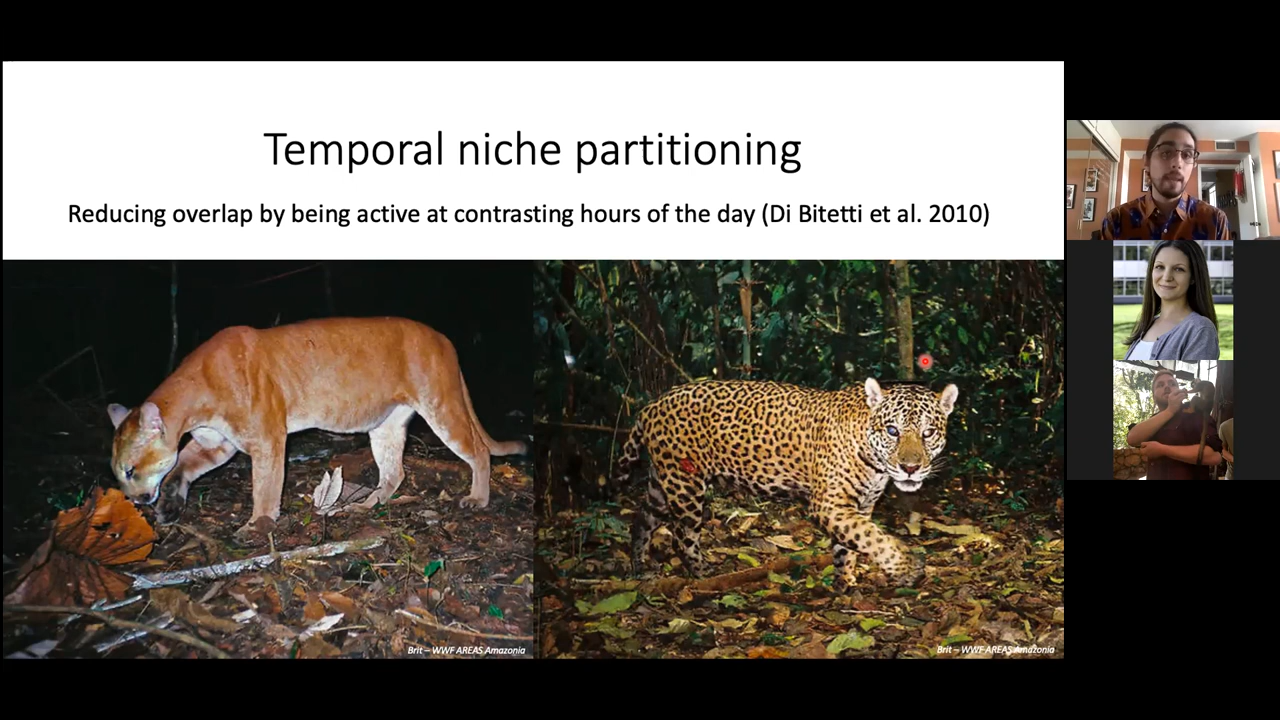 Temporal niche partitioning
Reducing overlap by being active at contrasting hours of the day (Di Bitetti et al. 2010)
Brit – WWF AREAS Amazonia
Brit – WWF AREAS Amazonia